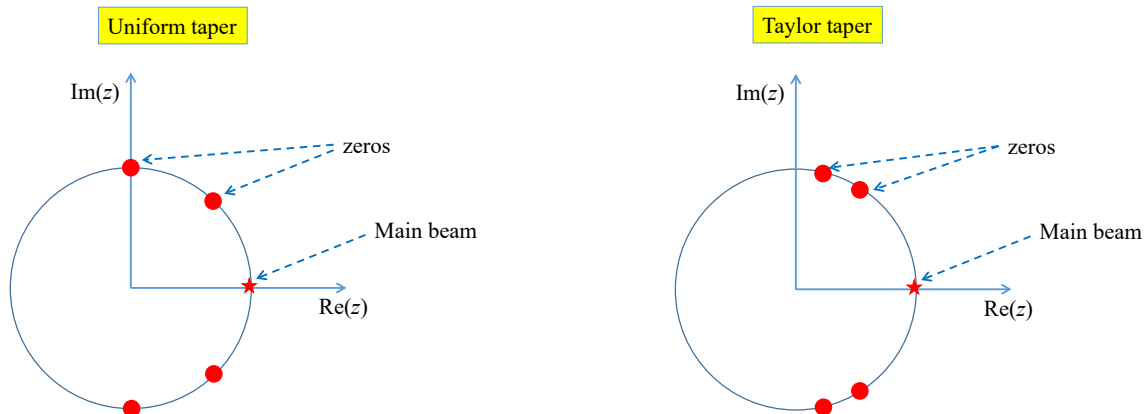 Uniform taper
Im(z)
zeros
Main beam
Re(z)
Taylor taper
Im(z)
zeros
Main beam
Re(z)